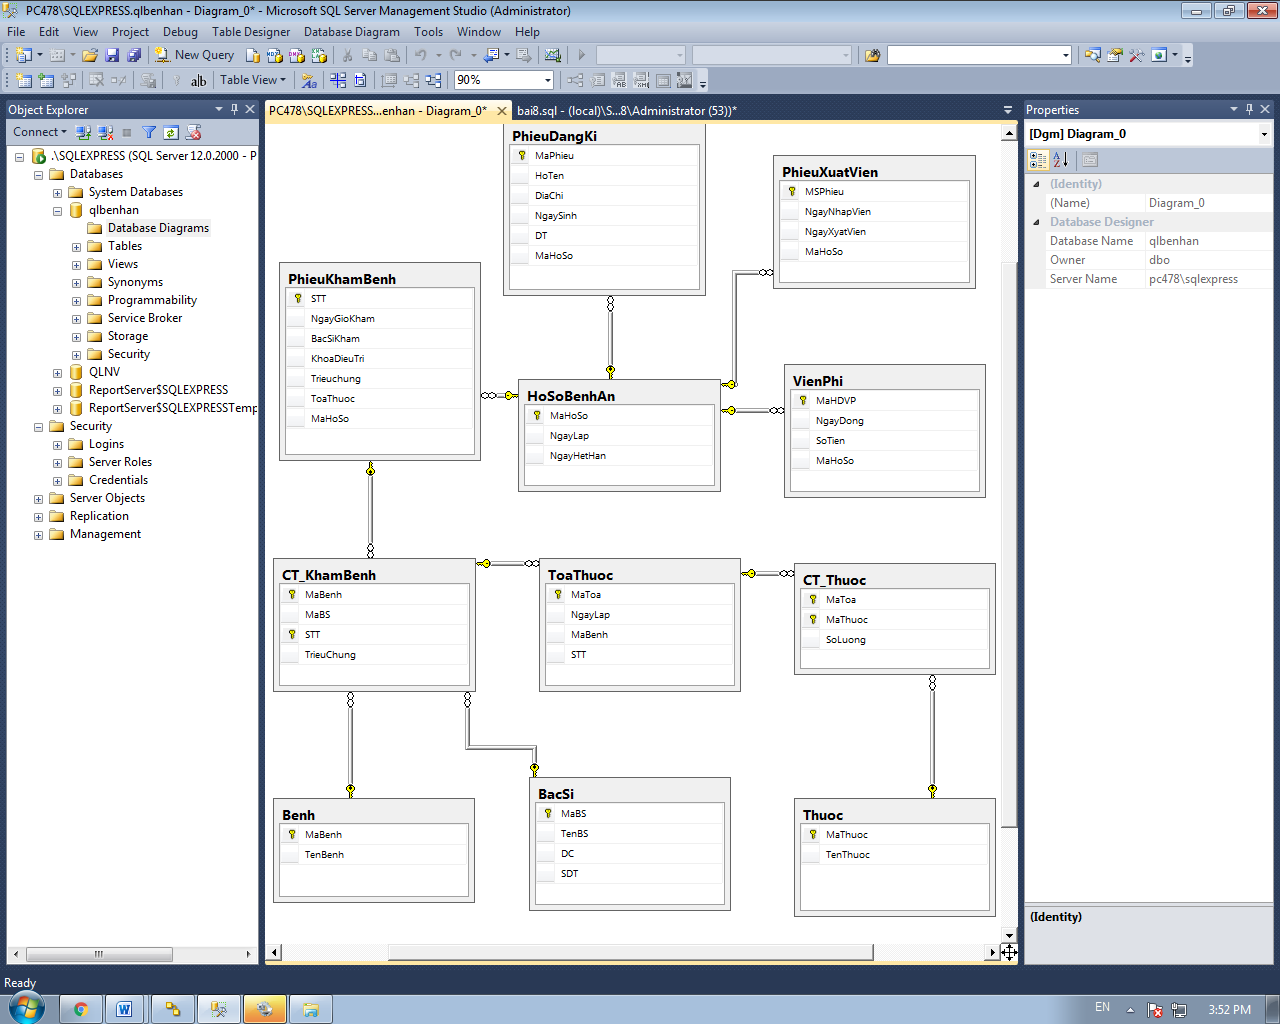 PC478\SQLEXPRESS.qlbenhan - Diagram_0* - Microsoft SQL Server Management Studio (Administrator)
File Edit View Project Debug Table Designer Database Diagram Tools Window Help
New Query
ab Table View 90%
Object Explorer
Connect
.\SQLEXPRESS (SQL Server 12.0.2000 - P
Databases
System Databases
qlbenhan
Database Diagrams
Tables
Views
Synonyms
Programmability
Service Broker
Storage
Security
QLNV
ReportServer$SQLEXPRESS
ReportServer$SQLEXPRESSTemp
Security
Logins
Server Roles
Credentials
Server Objects
Replication
Management
PC478\SQLEXPRESS...enhan - Diagram_0*
bai8.sql - (local)\S...8\Administrator (53))*
PhieuDangKi
MaPhieu
HoTen
DiaChi
NgaySinh
DT
MaHoSo
PhieuXuatVien
MSPhieu
NgayNhapVien
NgayXyatVien
MaHoSo
PhieuKhamBenh
STT
NgayGioKham
BacSiKham
KhoaDieuTri
Trieuchung
ToaThuoc
MaHoSo
HoSoBenhAn
MaHoSo
NgayLap
NgayHetHan
VienPhi
MaHDVP
NgayDong
SoTien
MaHoSo
CT_KhamBenh
MaBenh
MaBS
STT
TrieuChung
ToaThuoc
MaToa
NgayLap
MaBenh
STT
CT_Thuoc
MaToa
MaThuoc
SoLuong
Benh
MaBenh
TenBenh
BacSi
MaBS
TenBS
DC
SDT
Thuoc
MaThuoc
TenThuoc
Properties
[Dgm] Diagram_0
(Identity)
(Name) Diagram_0
Database Designer
Database Name qlbenhan
Owner dbo
Server Name pc478\sqlexpress
(Identity)
Ready
EN 3:52 PM